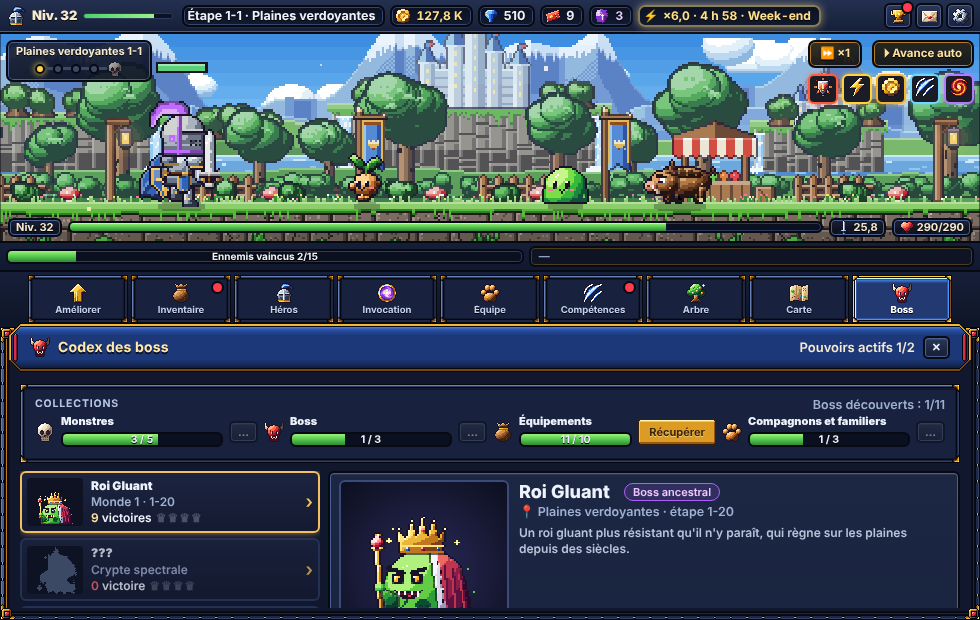 Niv. 32
Étape 1-1 · Plaines verdoyantes
127,8 K
510
9
3
×6,0 · 4 h 58 · Week-end
Plaines verdoyantes 1-1
×1
Avance auto
Niv. 32
25,8
290/290
Ennemis vaincus 2/15
—
Améliorer
Inventaire
Héros
Invocation
Equipe
Compétences
Arbre
Carte
Boss
Codex des boss
Pouvoirs actifs 1/2
×
COLLECTIONS
Boss découverts : 1/11
Monstres
3 / 5
...
Boss
1 / 3
...
Équipements
11 / 10
Récupérer
Compagnons et familiers
1 / 3
...
Roi Gluant
Monde 1 · 1-20
9 victoires
???
Crypte spectrale
0 victoire
Roi Gluant
Boss ancestral
Plaines verdoyantes · étape 1-20
Un roi gluant plus résistant qu'il n'y paraît, qui règne sur les plaines
depuis des siècles.